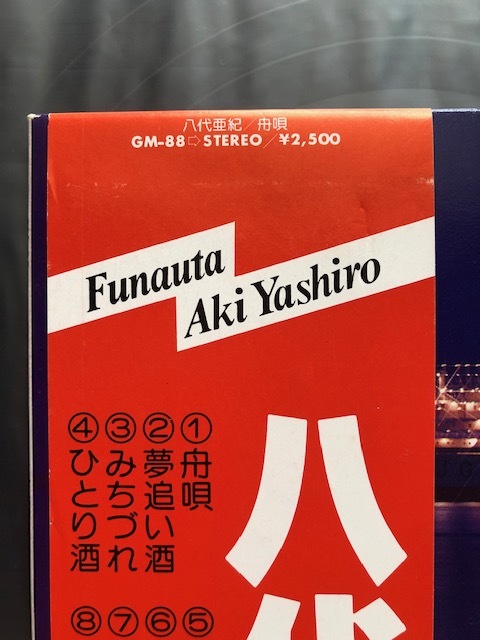 八代亜紀/舟唄
GM-88⇨STEREO/¥2,500
Funauta
Aki Yashiro
①舟唄
②夢追い酒
③みちづれ
④ひとり酒
⑤
⑥
⑦
⑧
八代